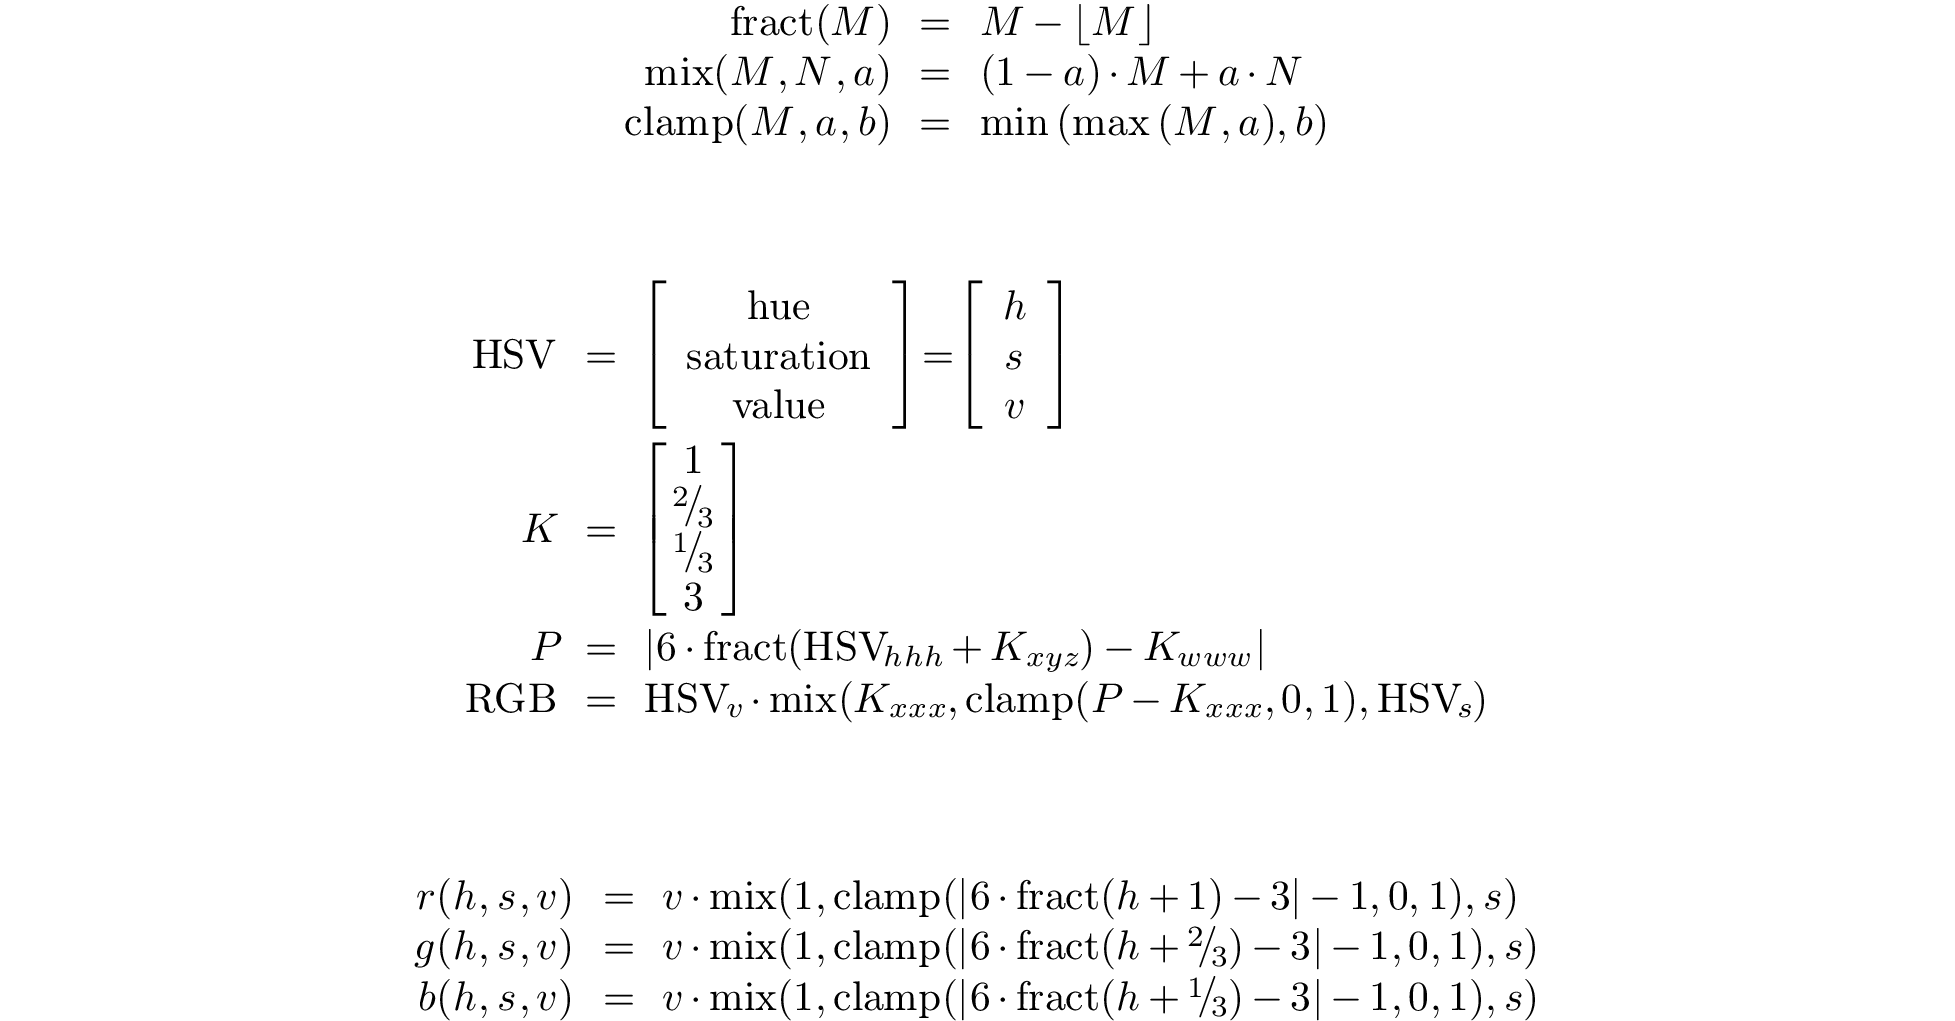 fract(M) = M − ⌊M⌋
mix(M, N, a) = (1 − a) · M + a · N
clamp(M, a, b) = min (max (M, a), b)
HSV = [ hue saturation value ] = [ h s v ]
K = [ 1 2/3 1/3 3 ]
P = |6 · fract(HSV_hhh + K_xyz) − K_www|
RGB = HSV_v · mix(K_xxx, clamp(P − K_xxx, 0, 1), HSV_s)
r(h, s, v) = v · mix(1, clamp(|6 · fract(h + 1) − 3| − 1, 0, 1), s)
g(h, s, v) = v · mix(1, clamp(|6 · fract(h + 2/3) − 3| − 1, 0, 1), s)
b(h, s, v) = v · mix(1, clamp(|6 · fract(h + 1/3) − 3| − 1, 0, 1), s)